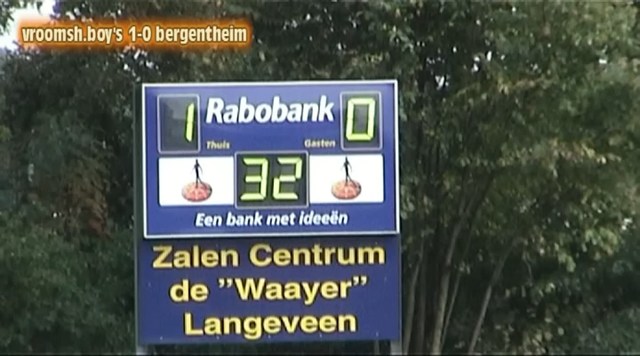 vroomsh.boy's 1-0 bergentheim
1 Rabobank 0
Thuis Gasten
32
Een bank met ideeën
Zalen Centrum
de "Waayer"
Langeveen